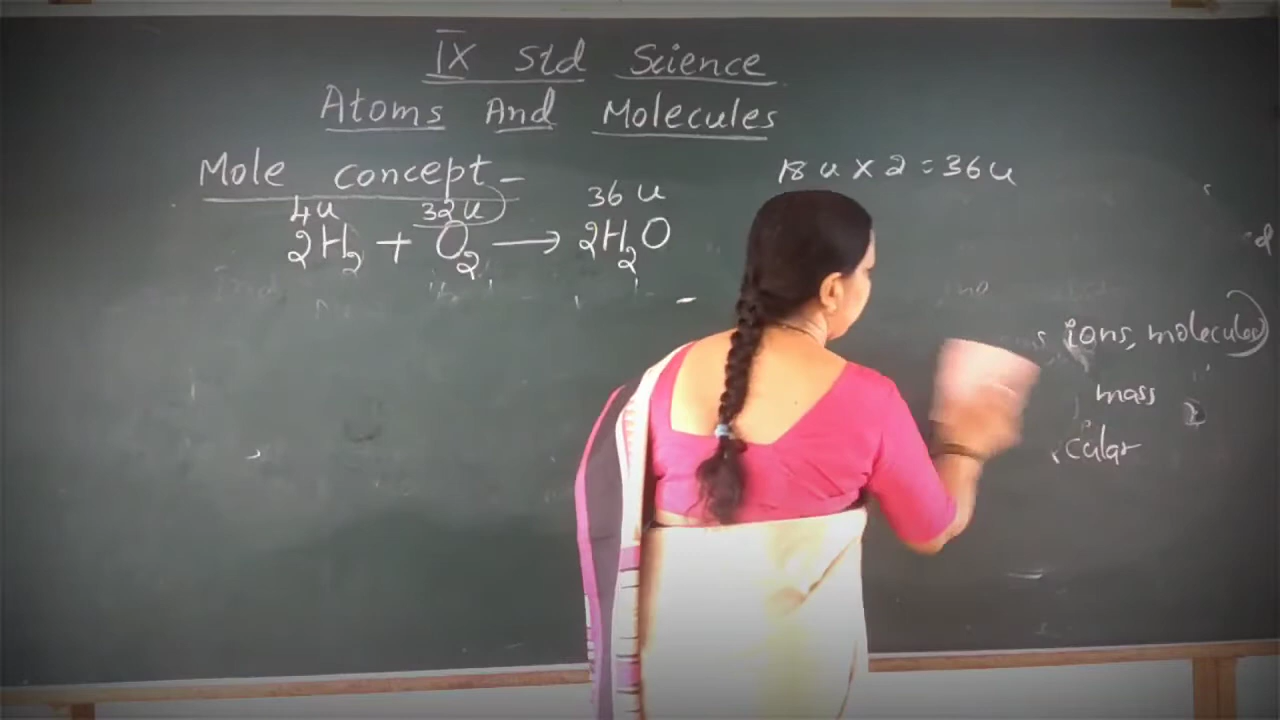 IX Std Science
Atoms And Molecules
Mole concept -
18 u × 2 = 36 u
4u 32u 36 u
2H₂ + O₂ → 2H₂O
ions, molecules)
mass
cular